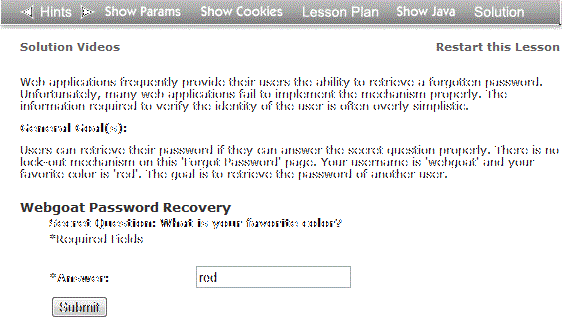 Hints Show Params Show Cookies Lesson Plan Show Java Solution
Solution Videos Restart this Lesson
Web applications frequently provide their users the ability to retrieve a forgotten password.
Unfortunately, many web applications fail to implement the mechanism properly. The
information required to verify the identity of the user is often overly simplistic.
General Goal(s):
Users can retrieve their password if they can answer the secret question properly. There is no
lock-out mechanism on this 'Forgot Password' page. Your username is 'webgoat' and your
favorite color is 'red'. The goal is to retrieve the password of another user.
Webgoat Password Recovery
Secret Question: What is your favorite color?
*Required Fields
*Answer: red
Submit